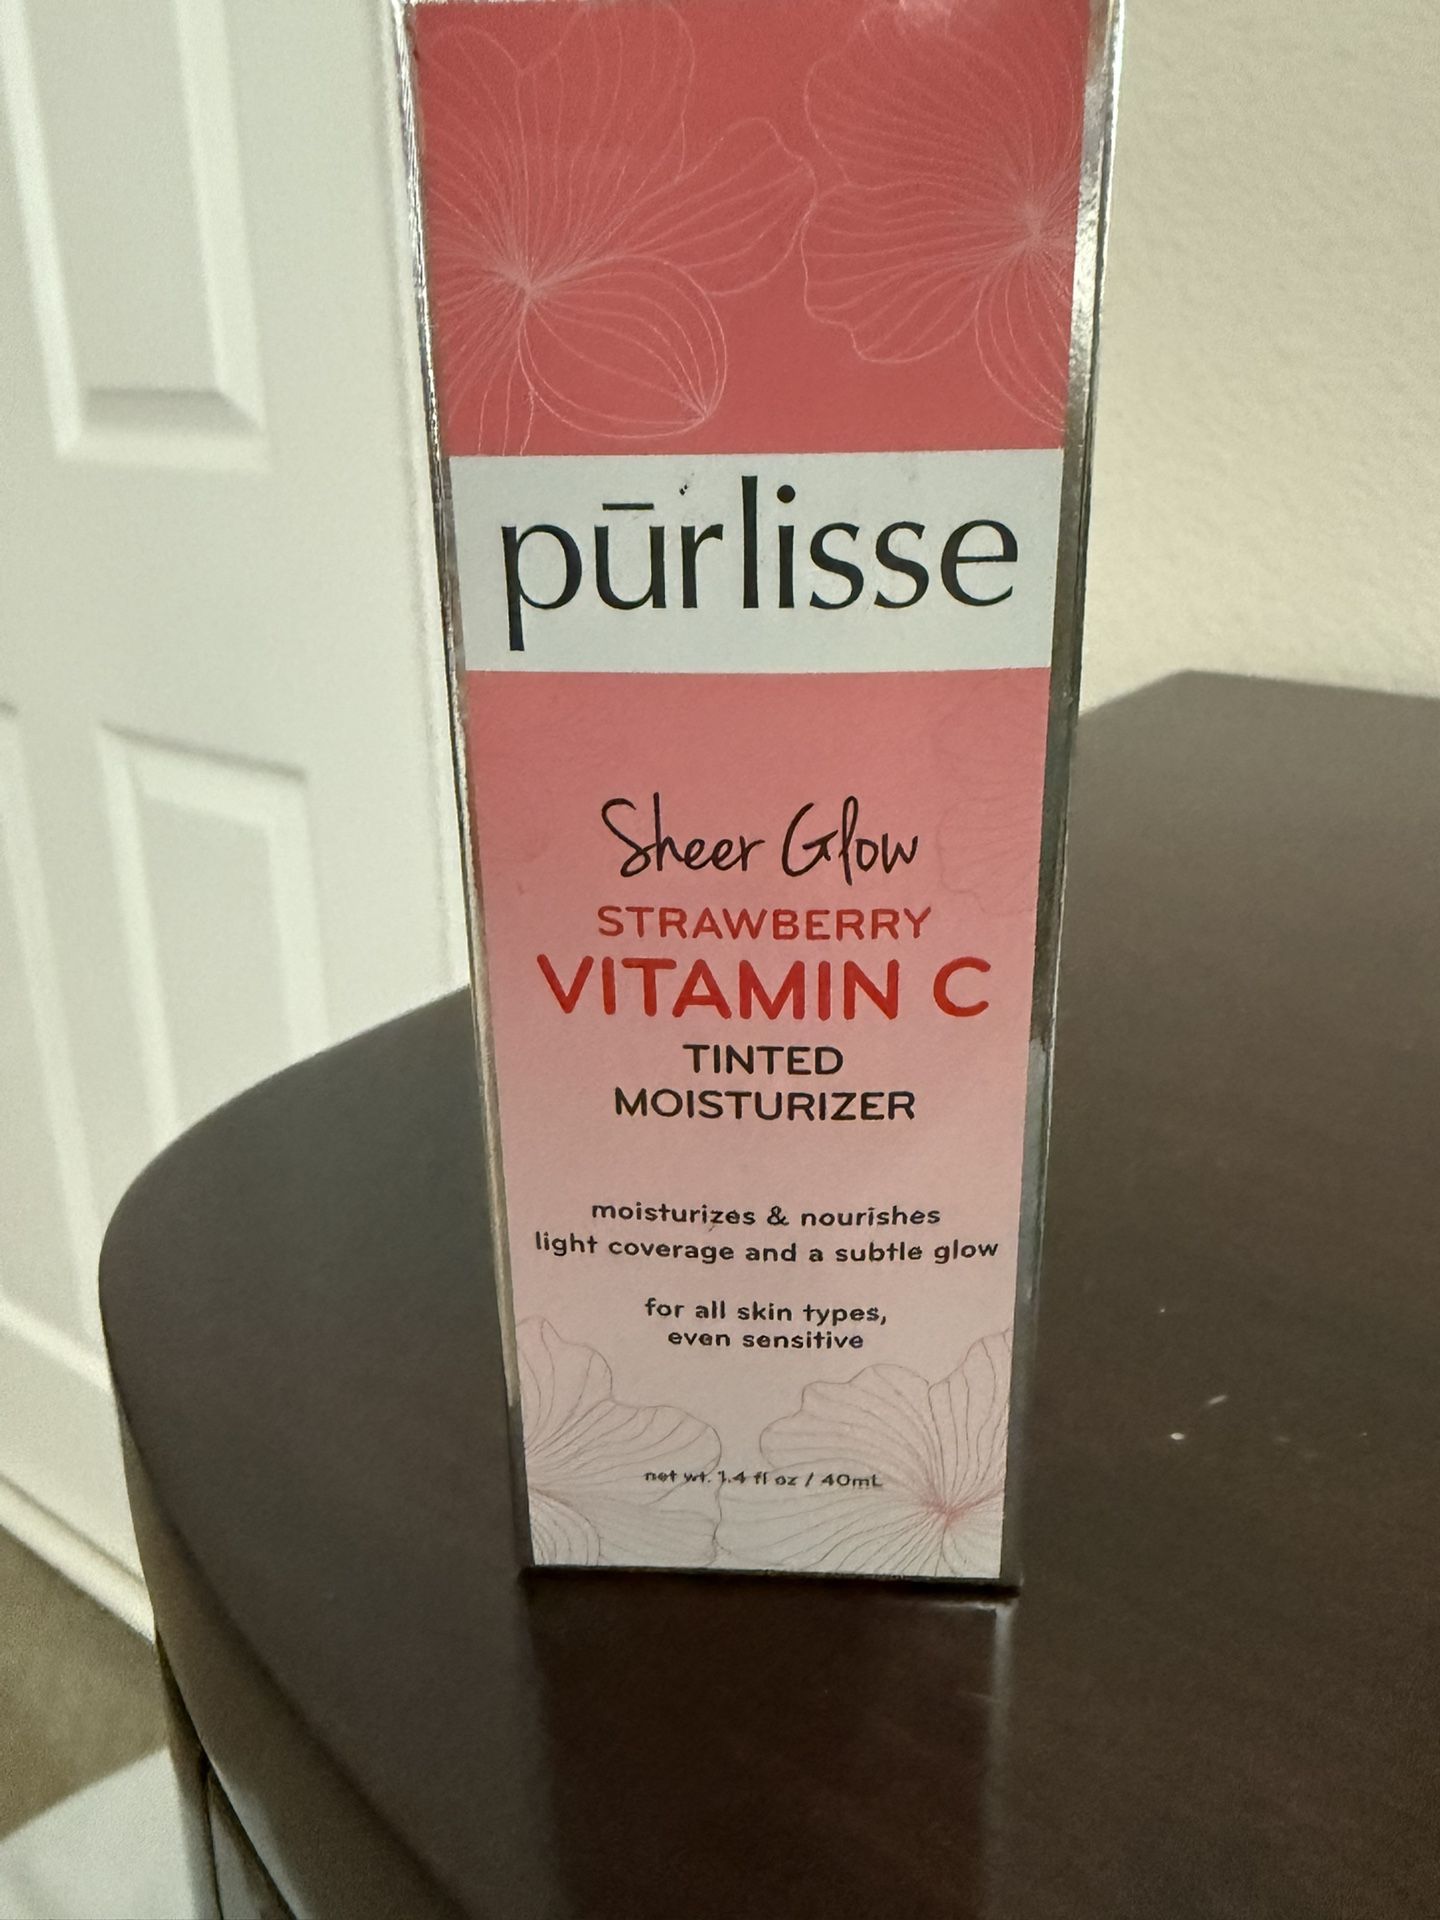 pūrlisse
Sheer Glow
STRAWBERRY
VITAMIN C
TINTED
MOISTURIZER
moisturizes & nourishes
light coverage and a subtle glow
for all skin types,
even sensitive
net wt. 1.4 fl oz / 40mL